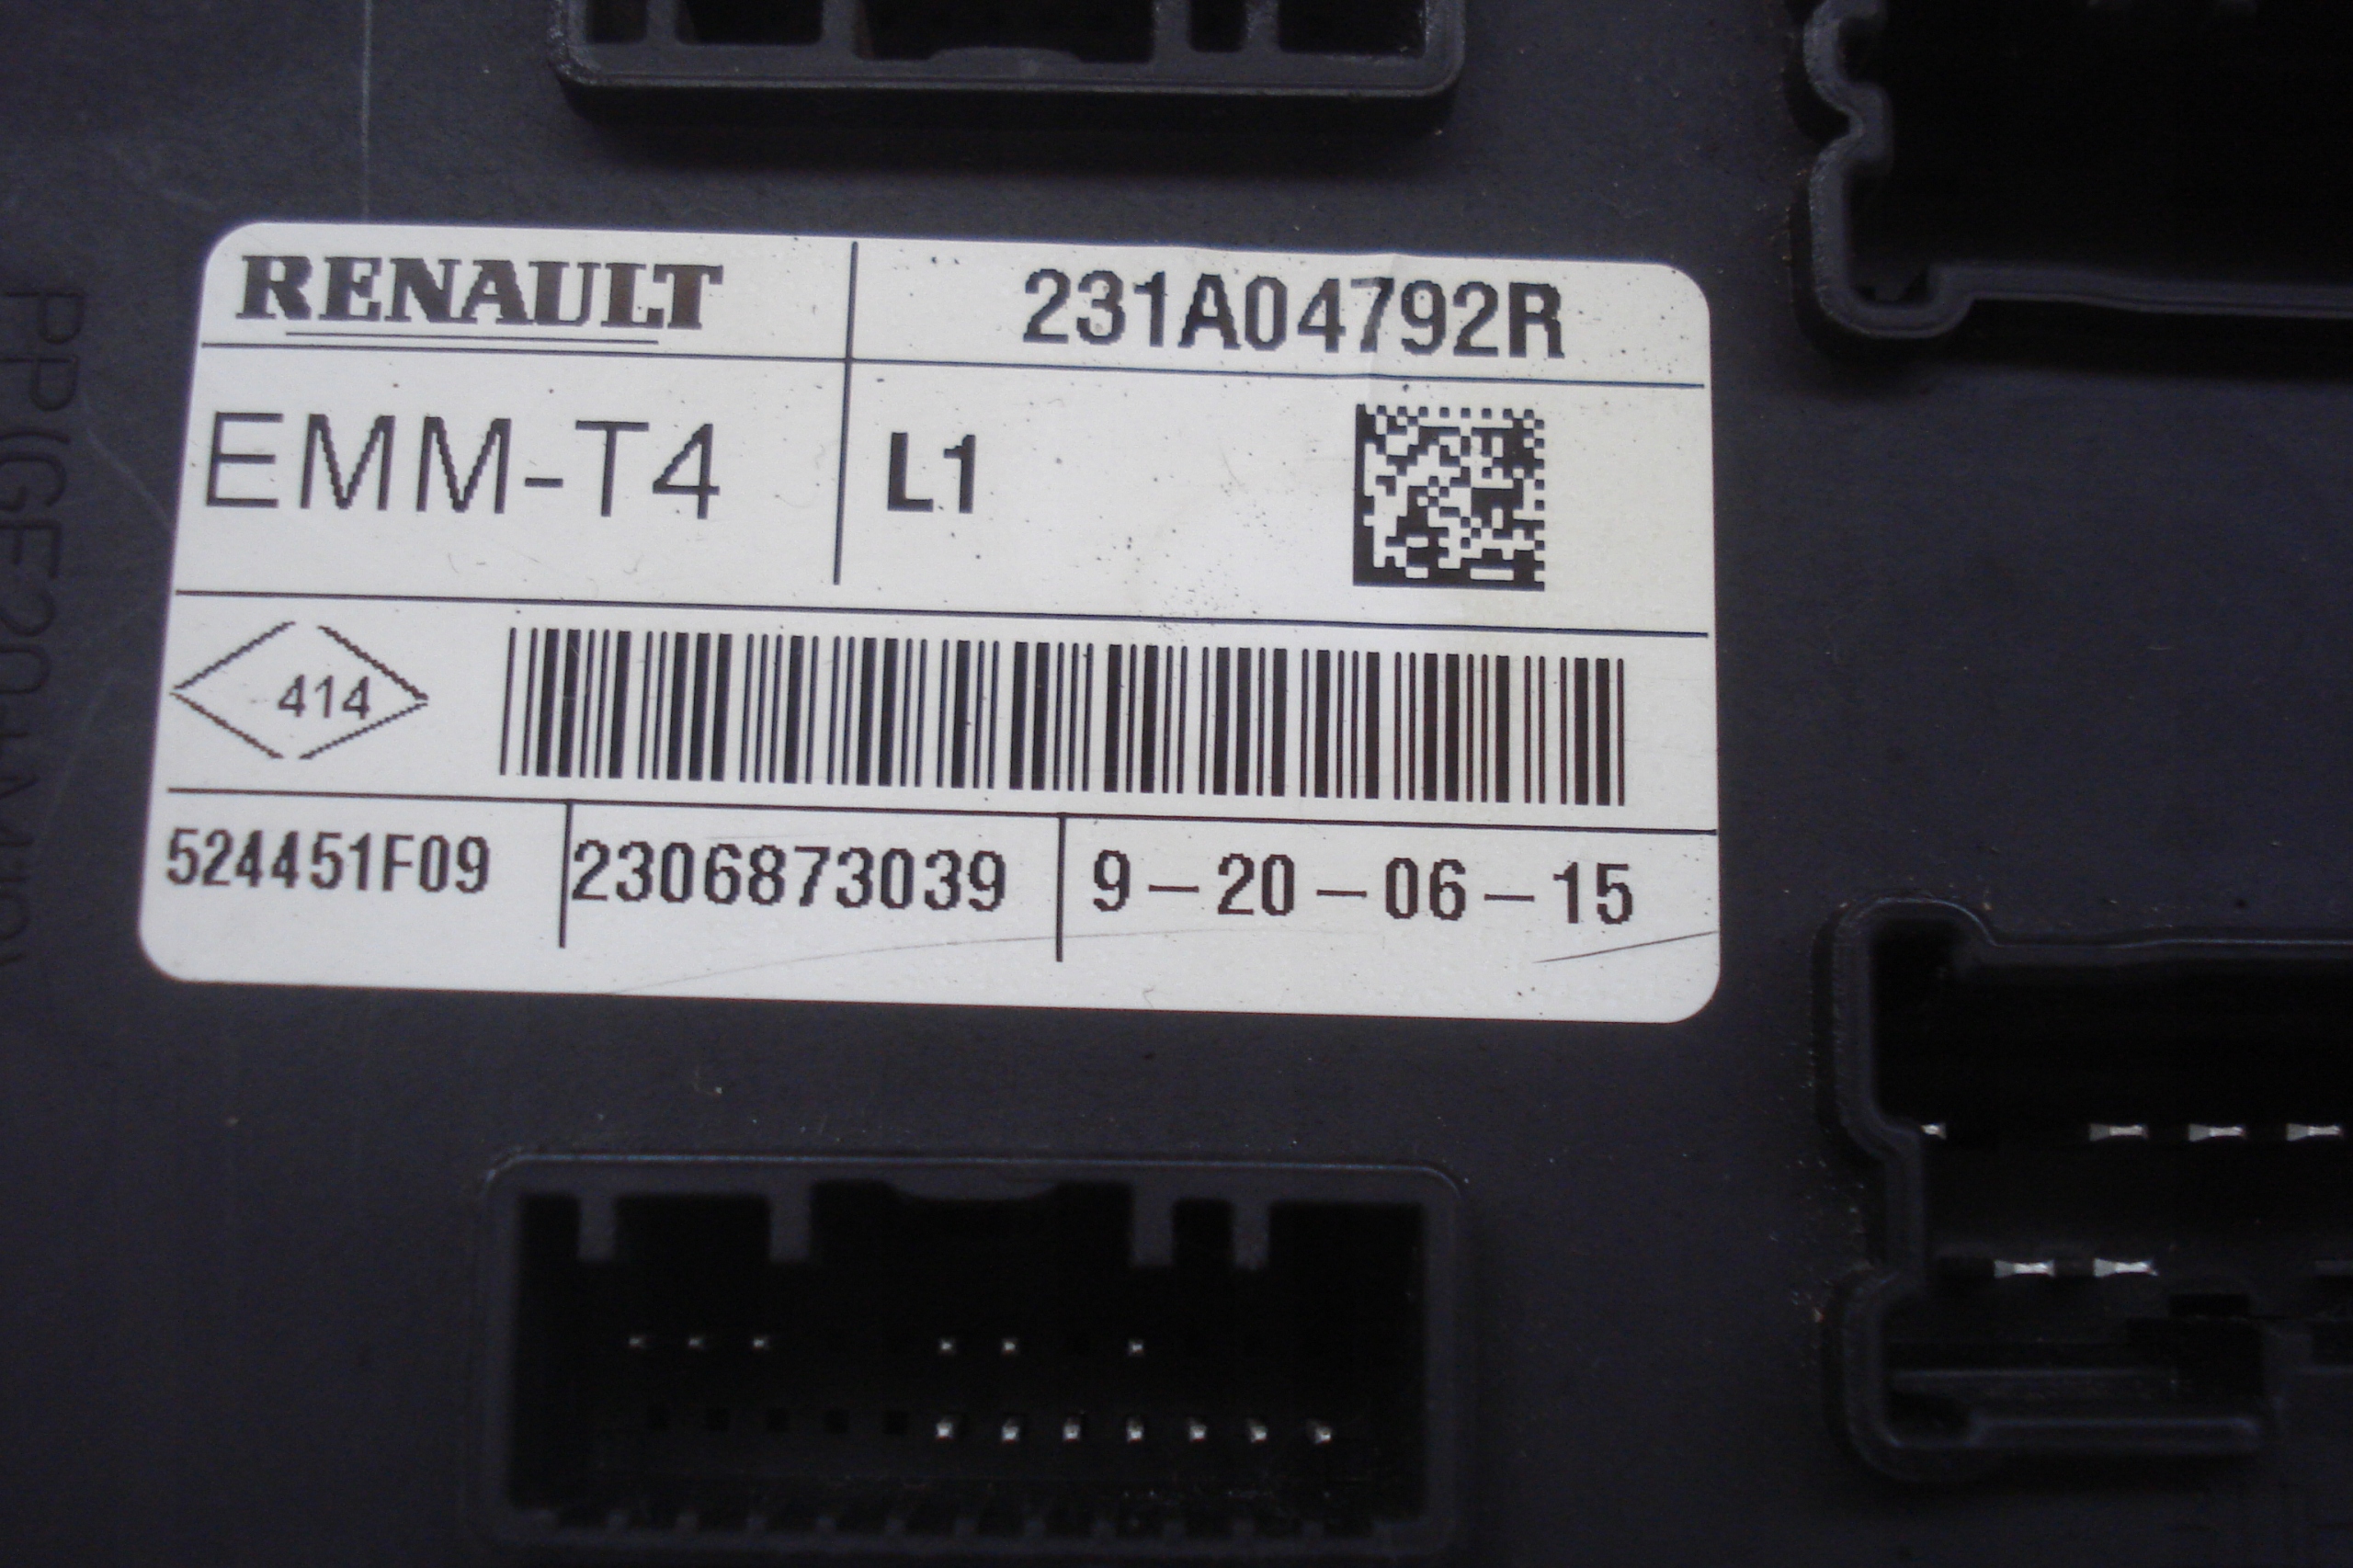 RENAULT
231A04792R
EMM-T4
L1
414
524451F09
2306873039
9-20-06-15